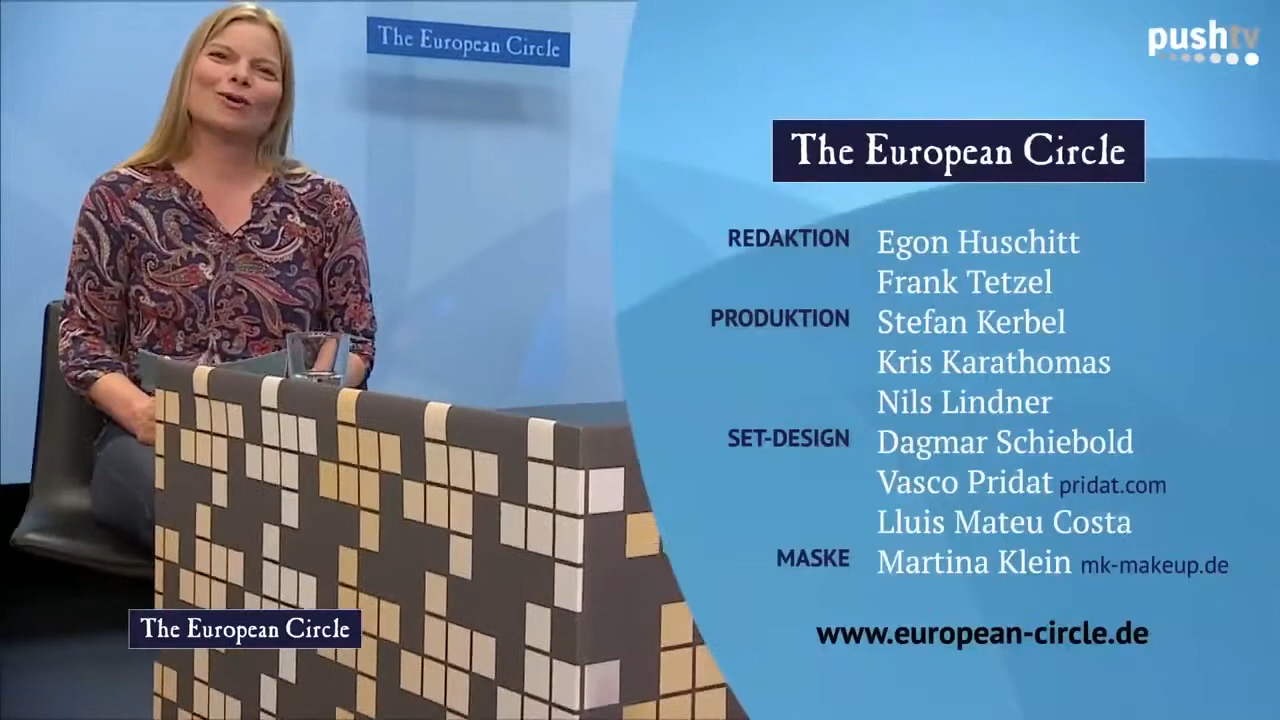 The European Circle
pushtv
The European Circle
REDAKTION Egon Huschitt
Frank Tetzel
PRODUKTION Stefan Kerbel
Kris Karathomas
Nils Lindner
SET-DESIGN Dagmar Schiebold
Vasco Pridat pridat.com
Lluis Mateu Costa
MASKE Martina Klein mk-makeup.de
www.european-circle.de
The European Circle